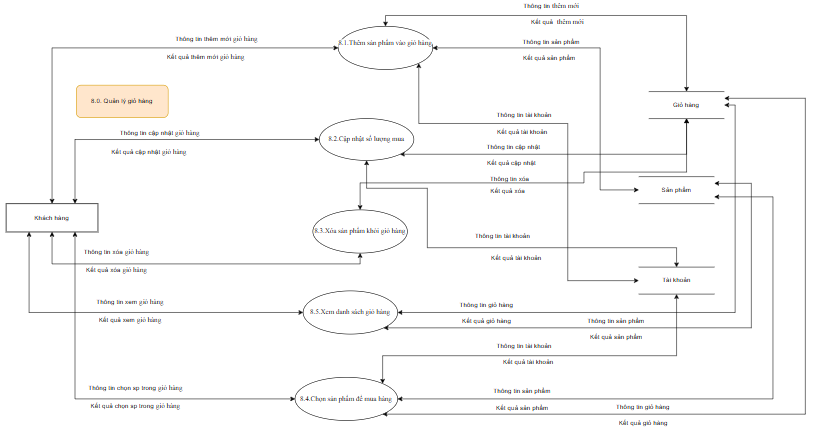 Thông tin thêm mới
Kết quả thêm mới
Thông tin thêm mới giỏ hàng
Kết quả thêm mới giỏ hàng
8.1.Thêm sản phẩm vào giỏ hàng
Thông tin sản phẩm
Kết quả sản phẩm
8.0. Quản lý giỏ hàng
Giỏ hàng
Thông tin tài khoản
Kết quả tài khoản
Thông tin cập nhật giỏ hàng
Kết quả cập nhật giỏ hàng
8.2.Cập nhật số lượng mua
Thông tin cập nhật
Kết quả cập nhật
Thông tin xóa
Kết quả xóa
Sản phẩm
Khách hàng
8.3.Xóa sản phẩm khỏi giỏ hàng
Thông tin tài khoản
Kết quả tài khoản
Thông tin xóa giỏ hàng
Kết quả xóa giỏ hàng
Tài khoản
Thông tin xem giỏ hàng
Kết quả xem giỏ hàng
8.5.Xem danh sách giỏ hàng
Thông tin giỏ hàng
Kết quả giỏ hàng
Thông tin sản phẩm
Kết quả sản phẩm
Thông tin tài khoản
Kết quả tài khoản
Thông tin chọn sp trong giỏ hàng
Kết quả chọn sp trong giỏ hàng
8.4.Chọn sản phẩm để mua hàng
Thông tin sản phẩm
Kết quả sản phẩm
Thông tin giỏ hàng
Kết quả giỏ hàng